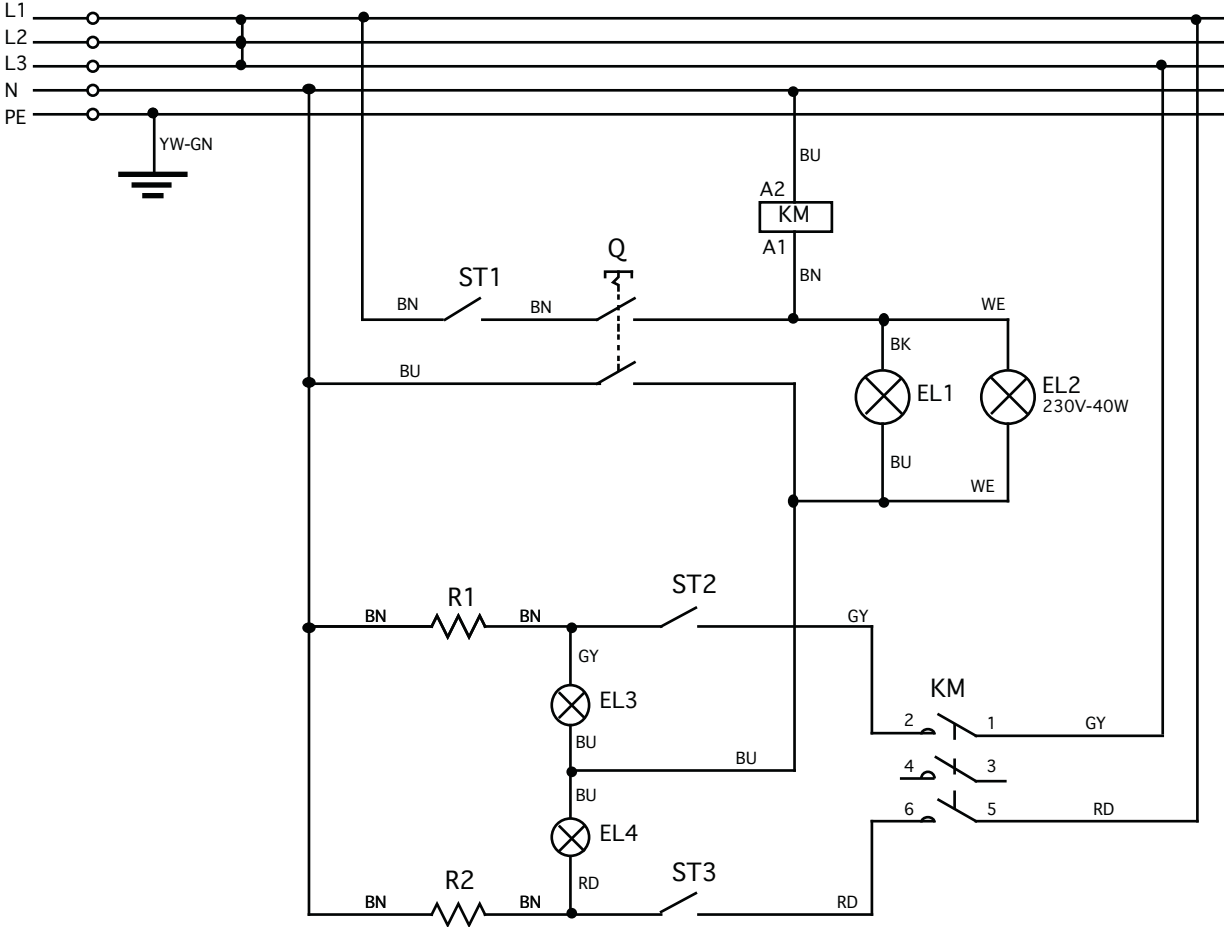 L1
L2
L3
N
PE
YW-GN
BU
A2
KM
A1
BN
Q
ST1
BN
BN
WE
BK
BU
EL1
EL2
230V-40W
BU
WE
ST2
R1
BN
BN
GY
GY
EL3
KM
2
1
GY
BU
BU
4
3
BU
6
5
RD
EL4
ST3
R2
RD
BN
BN
RD